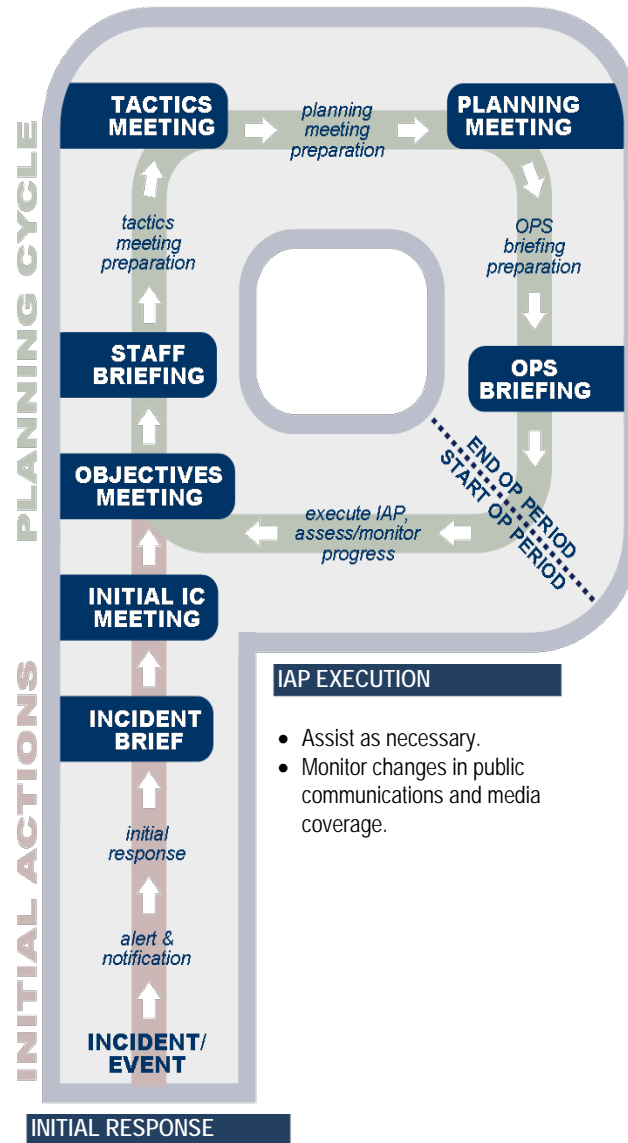 TACTICS
MEETING
planning
meeting
preparation
PLANNING
MEETING
tactics
meeting
preparation
OPS
briefing
preparation
STAFF
BRIEFING
OPS
BRIEFING
OBJECTIVES
MEETING
END OP PERIOD
START OP PERIOD
execute IAP,
assess/monitor
progress
INITIAL IC
MEETING
INCIDENT
BRIEF
initial
response
alert &
notification
INCIDENT/
EVENT
PLANNING CYCLE
INITIAL ACTIONS
IAP EXECUTION
• Assist as necessary.
• Monitor changes in public
communications and media
coverage.
INITIAL RESPONSE